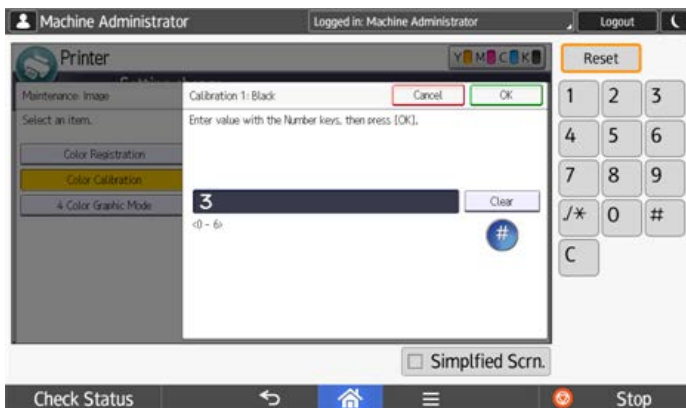 Machine Administrator
Logged in: Machine Administrator
Logout
Printer
Y M C K
Reset
Maintenance: Image
Calibration 1: Black
Cancel
OK
Select an item.
Enter value with the Number keys, then press [OK].
Color Registration
Color Calibration
4 Color Graphic Mode
3
Clear
<0 - 6>
#
1 2 3
4 5 6
7 8 9
./* 0 #
C
Simplfied Scrn.
Check Status
Stop